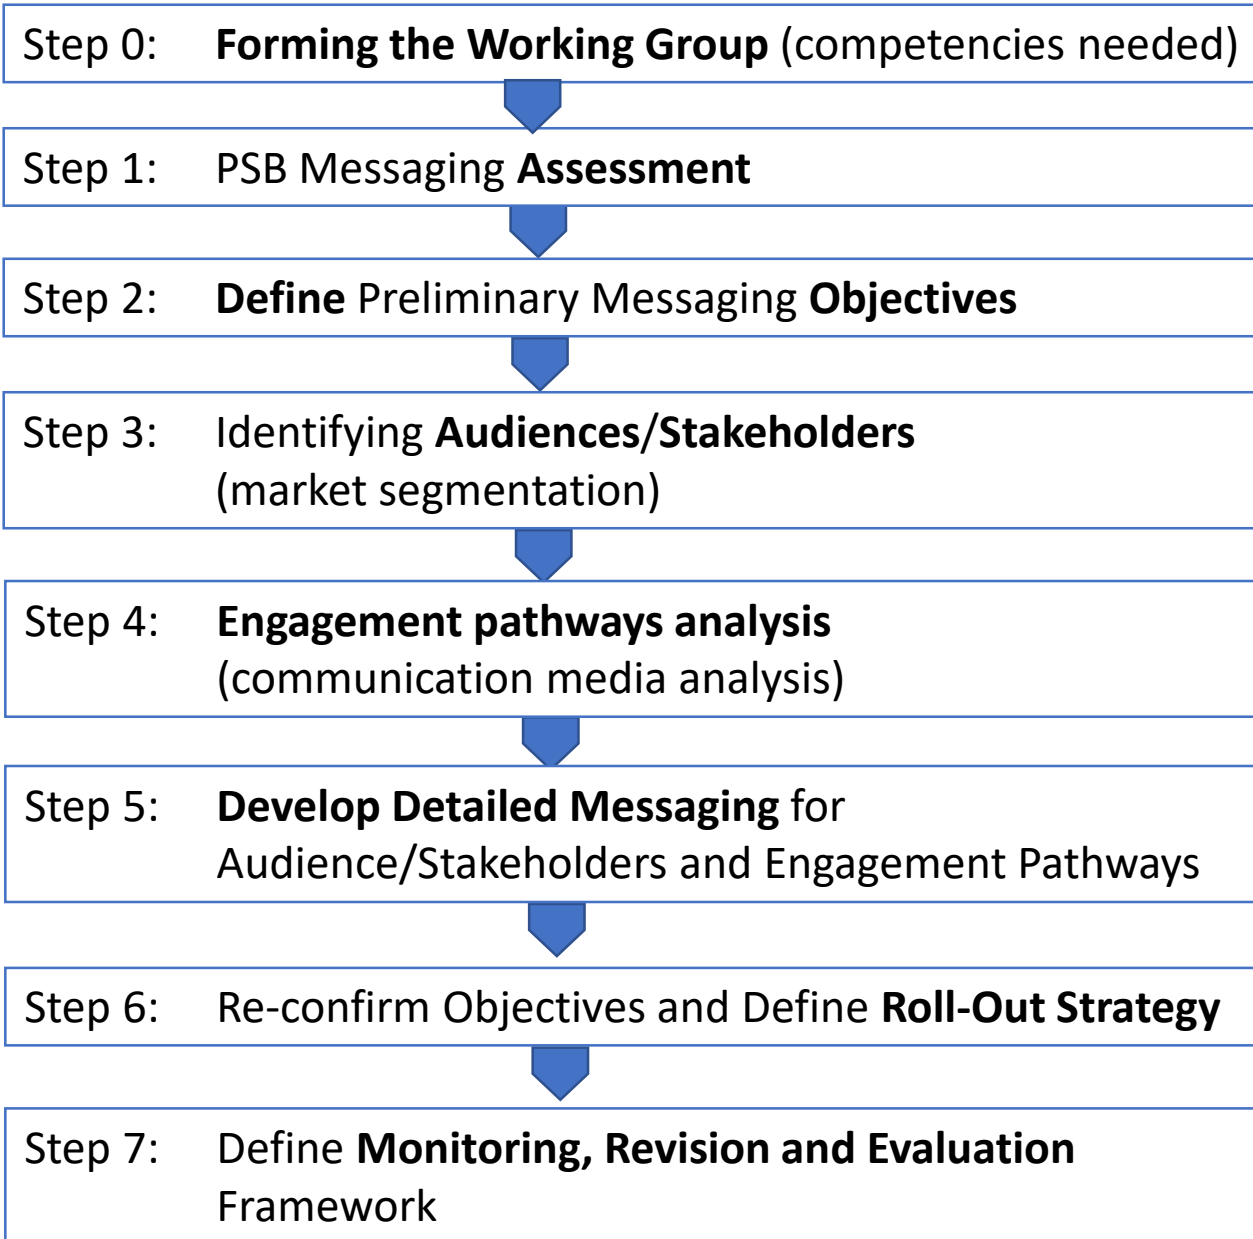 Step 0: Forming the Working Group (competencies needed)
Step 1: PSB Messaging Assessment
Step 2: Define Preliminary Messaging Objectives
Step 3: Identifying Audiences/Stakeholders
(market segmentation)
Step 4: Engagement pathways analysis
(communication media analysis)
Step 5: Develop Detailed Messaging for
Audience/Stakeholders and Engagement Pathways
Step 6: Re-confirm Objectives and Define Roll-Out Strategy
Step 7: Define Monitoring, Revision and Evaluation
Framework